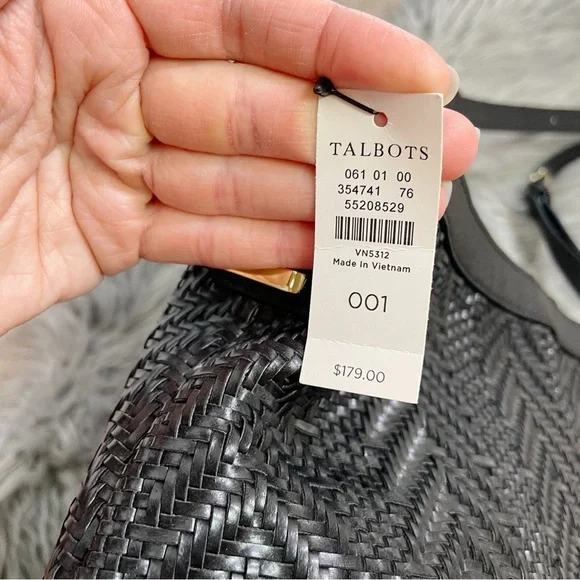 TALBOTS
061 01 00
354741 76
55208529
VN5312
Made In Vietnam
001
$179.00